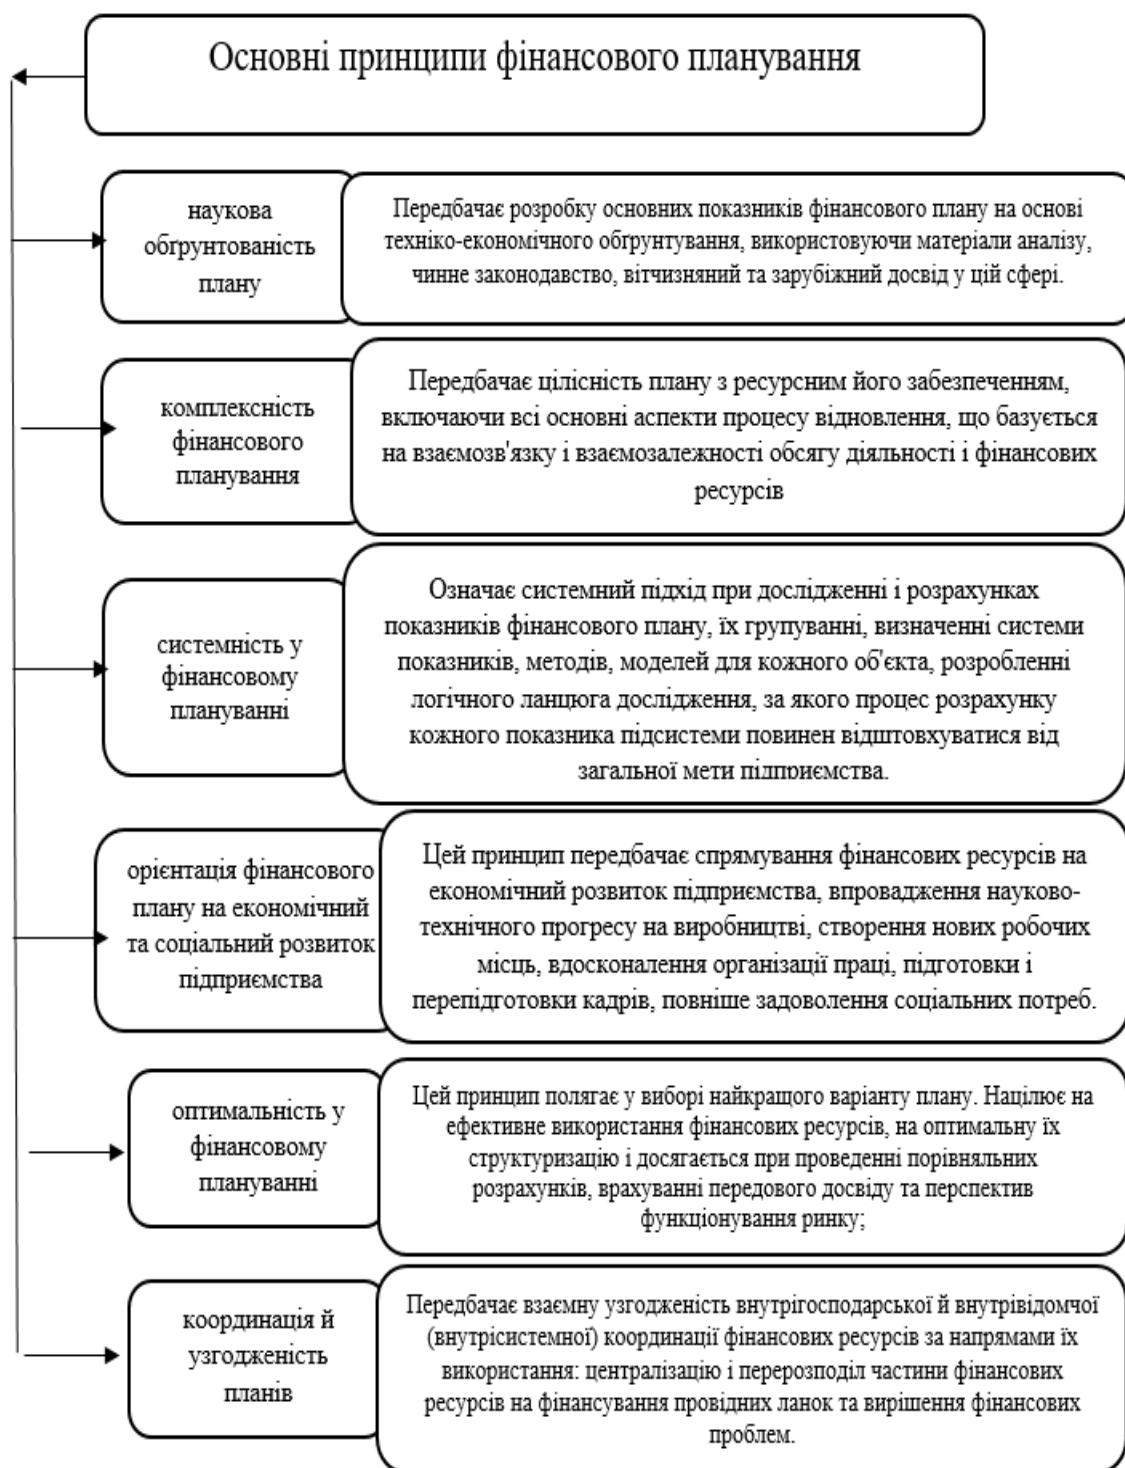 Основні принципи фінансового планування
наукова
обґрунтованість
плану
Передбачає розробку основних показників фінансового плану на основі
техніко-економічного обґрунтування, використовуючи матеріали аналізу,
чинне законодавство, вітчизняний та зарубіжний досвід у цій сфері.
комплексність
фінансового
планування
Передбачає цілісність плану з ресурсним його забезпеченням,
включаючи всі основні аспекти процесу відновлення, що базується
на взаємозв'язку і взаємозалежності обсягу діяльності і фінансових
ресурсів
системність у
фінансовому
плануванні
Означає системний підхід при дослідженні і розрахунках
показників фінансового плану, їх групуванні, визначенні системи
показників, методів, моделей для кожного об'єкта, розробленні
логічного ланцюга дослідження, за якого процес розрахунку
кожного показника підсистеми повинен відштовхуватися від
загальної мети підприємства.
орієнтація фінансового
плану на економічний
та соціальний розвиток
підприємства
Цей принцип передбачає спрямування фінансових ресурсів на
економічний розвиток підприємства, впровадження науково-
технічного прогресу на виробництві, створення нових робочих
місць, вдосконалення організації праці, підготовки і
перепідготовки кадрів, повніше задоволення соціальних потреб.
оптимальність у
фінансовому
плануванні
Цей принцип полягає у виборі найкращого варіанту плану. Націлює на
ефективне використання фінансових ресурсів, на оптимальну їх
структуризацію і досягається при проведенні порівняльних
розрахунків, врахуванні передового досвіду та перспектив
функціонування ринку;
координація й
узгодженість
планів
Передбачає взаємну узгодженість внутрігосподарської й внутрівідомчої
(внутрісистемної) координації фінансових ресурсів за напрямами їх
використання: централізацію і перерозподіл частини фінансових
ресурсів на фінансування провідних ланок та вирішення фінансових
проблем.